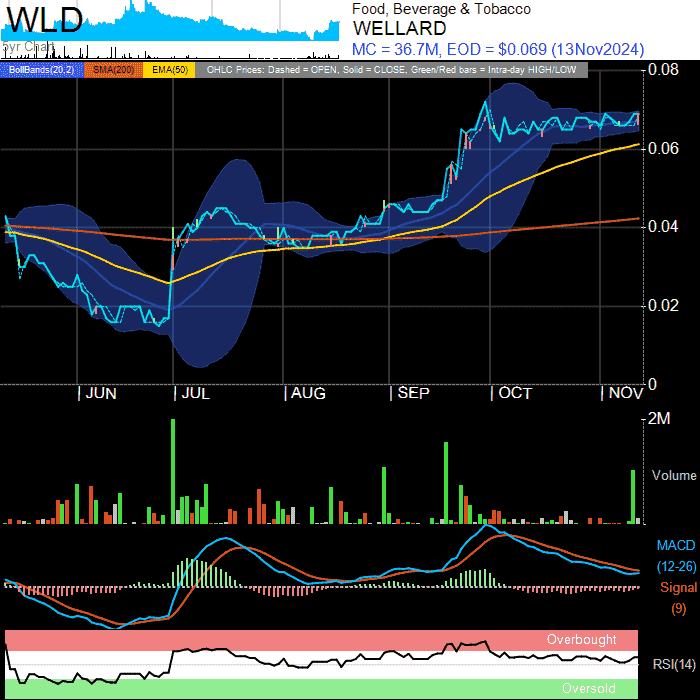 WLD
5yr Chart
Food, Beverage & Tobacco
WELLARD
MC = 36.7M, EOD = $0.069 (13Nov2024)
BollBands(20,2) SMA(200) EMA(50) OHLC Prices: Dashed = OPEN, Solid = CLOSE, Green/Red bars = Intra-day HIGH/LOW
0.08
0.06
0.04
0.02
0
| JUN | JUL | AUG | SEP | OCT | NOV
2M
Volume
MACD
(12-26)
Signal
(9)
Overbought
RSI(14)
Oversold